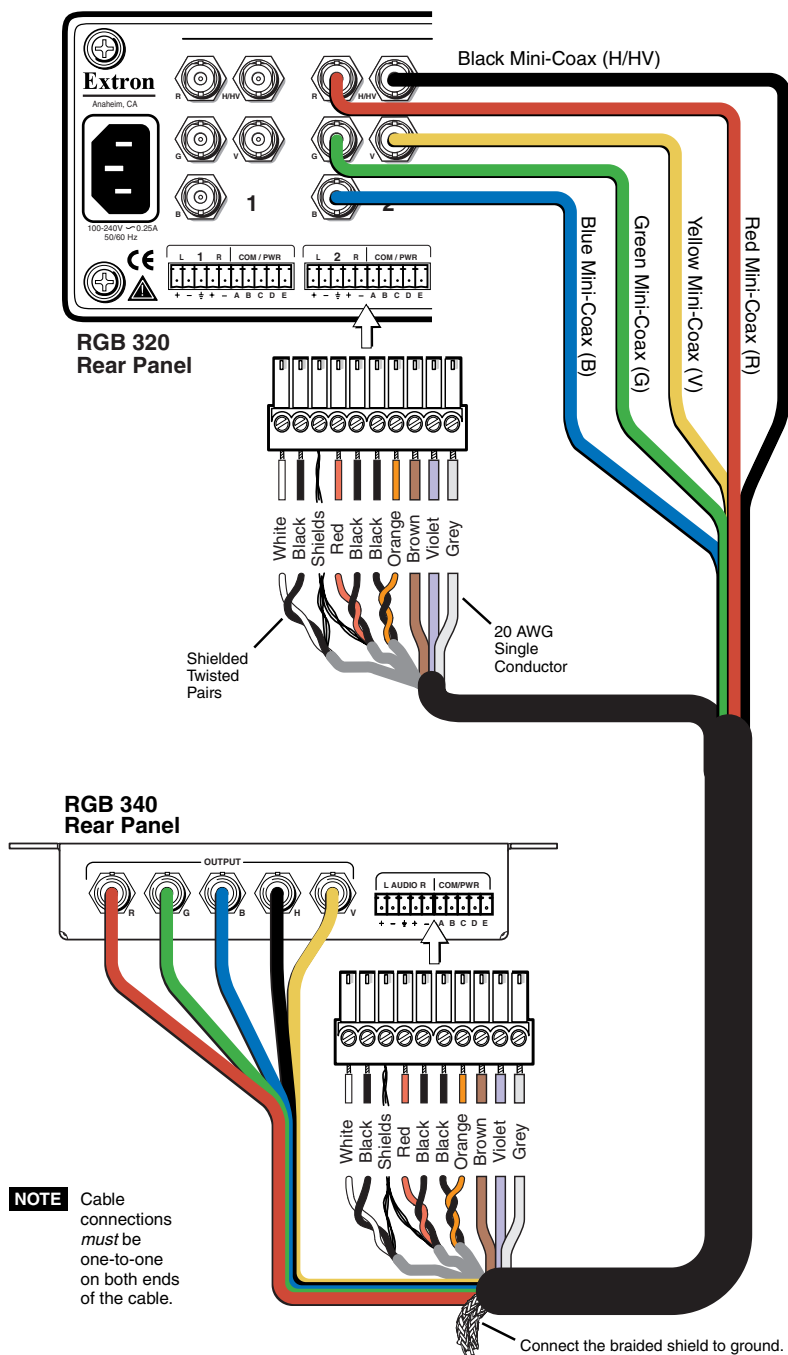 Extron
Anaheim, CA
100-240V ~ 0.25A
50/60 Hz
CE
R H/HV
R H/HV
G V
G V
B 1
B 2
L 1 R COM / PWR
L 2 R COM / PWR
+ – ⏚ + – A B C D E
+ – ⏚ + – A B C D E
Black Mini-Coax (H/HV)
Blue Mini-Coax (B)
Green Mini-Coax (G)
Yellow Mini-Coax (V)
Red Mini-Coax (R)
RGB 320
Rear Panel
White
Black
Shields
Red
Black
Black
Orange
Brown
Violet
Grey
Shielded
Twisted
Pairs
20 AWG
Single
Conductor
RGB 340
Rear Panel
OUTPUT
R G B H V
L AUDIO R COM/PWR
+ – ⏚ + – A B C D E
White
Black
Shields
Red
Black
Black
Orange
Brown
Violet
Grey
NOTE Cable
connections
must be
one-to-one
on both ends
of the cable.
Connect the braided shield to ground.